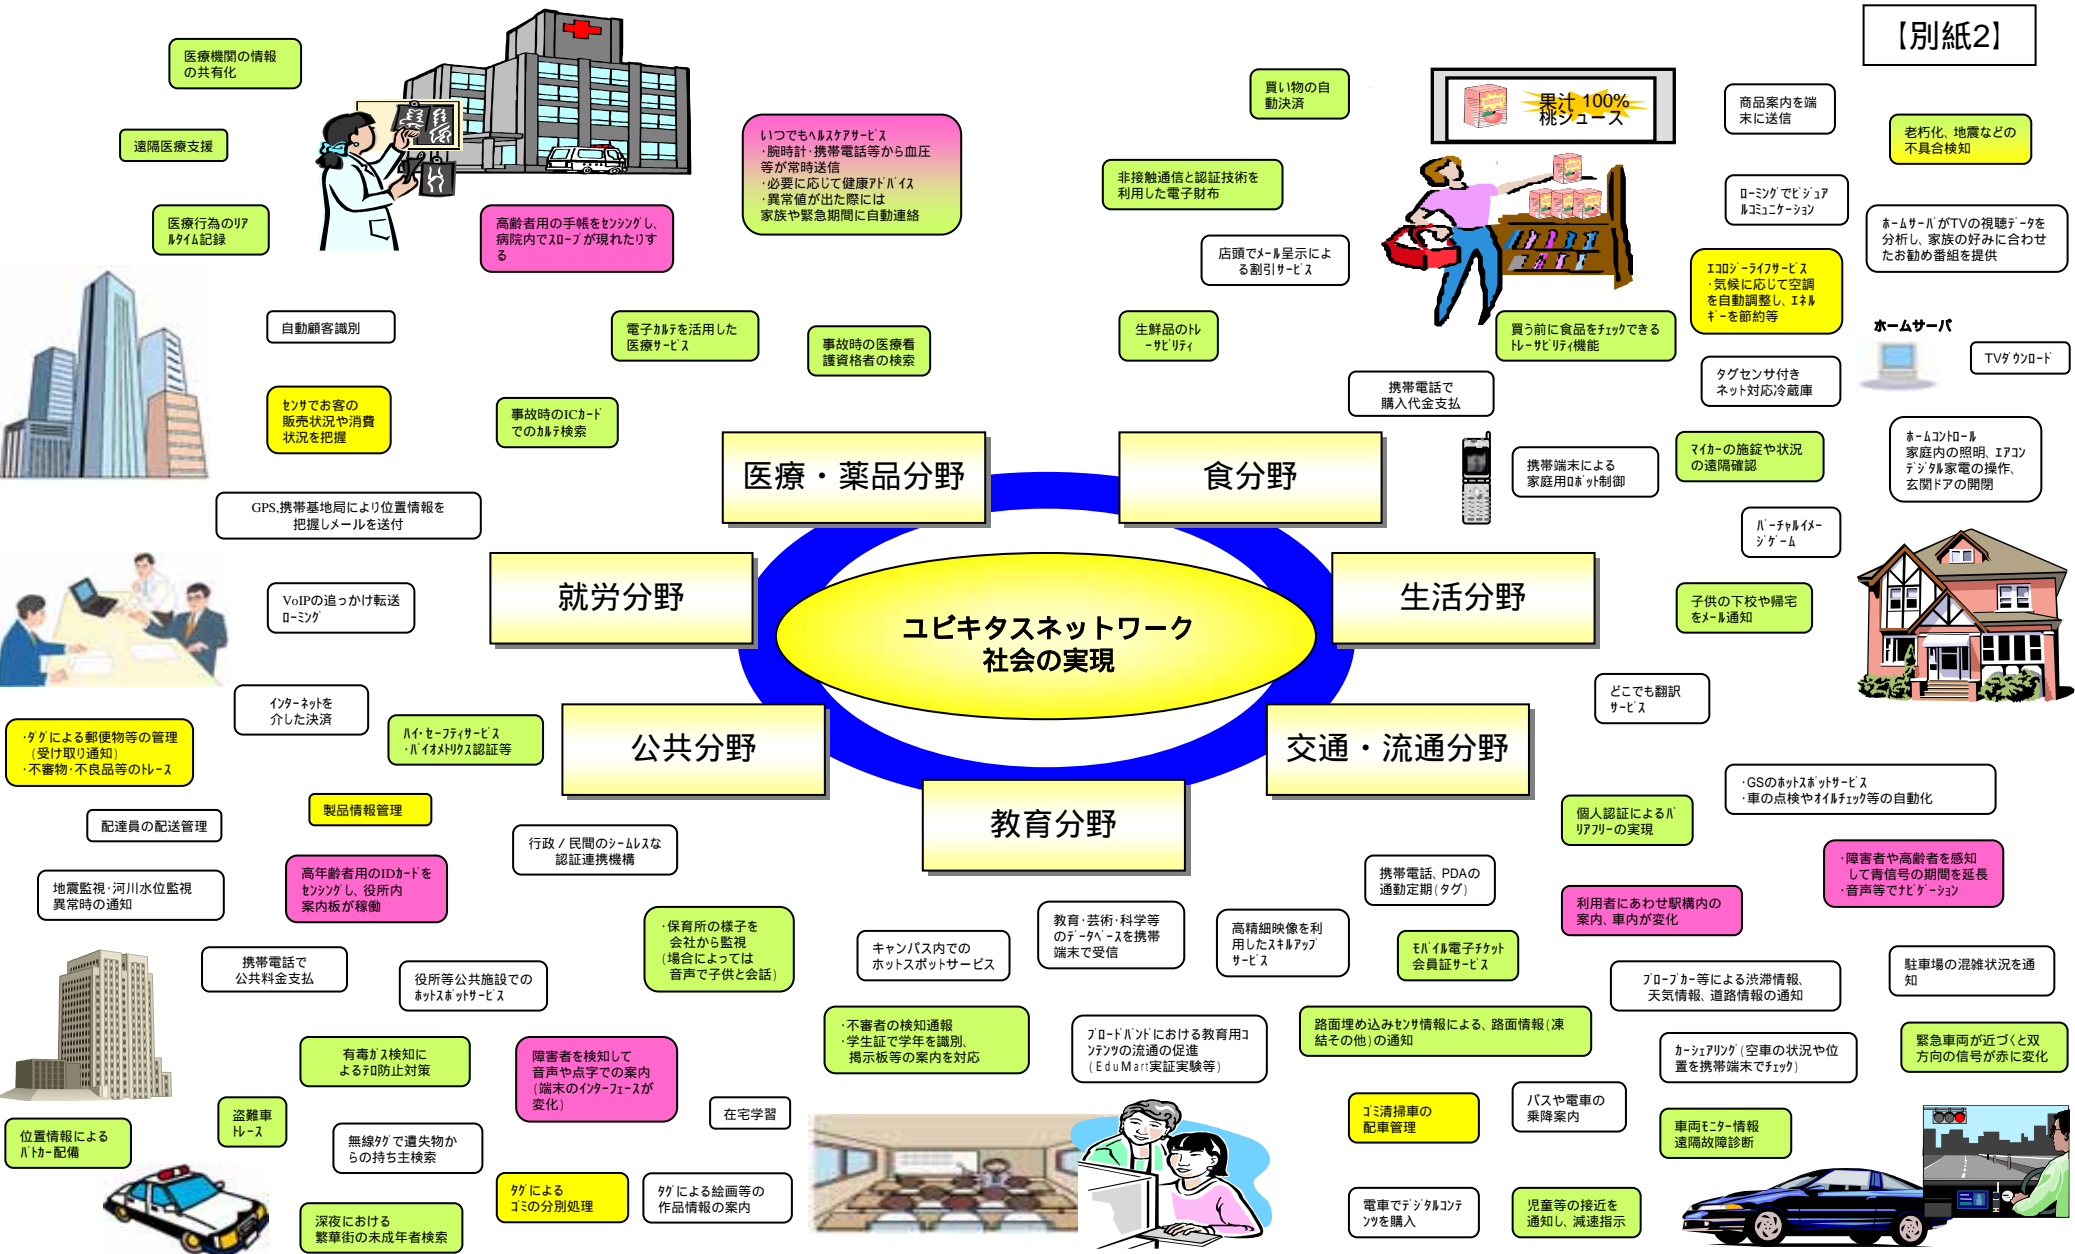 【別紙2】
医療機関の情報
の共有化
遠隔医療支援
医療行為のﾘｱ
ﾙﾀｲﾑ記録
高齢者用の手帳をｾﾝｼﾝｸﾞし、
病院内でｽﾛｰﾌﾟが現れたりす
る
いつでもﾍﾙｽｹｱｻｰﾋﾞｽ
･腕時計･携帯電話等から血圧
等が常時送信
･必要に応じて健康ｱﾄﾞﾊﾞｲｽ
･異常値が出た際には
家族や緊急期間に自動連絡
買い物の自
動決済
果汁 100%
桃ジュース
商品案内を端
末に送信
老朽化、地震などの
不具合検知
非接触通信と認証技術を
利用した電子財布
ﾛｰﾐﾝｸﾞでﾋﾞｼﾞｭｱ
ﾙｺﾐｭﾆｹｰｼｮﾝ
ﾎｰﾑｻｰﾊﾞがTVの視聴ﾃﾞｰﾀを
分析し、家族の好みに合わせ
たお勧め番組を提供
店頭でﾒｰﾙ呈示によ
る割引ｻｰﾋﾞｽ
ｴｺﾛｼﾞｰﾗｲﾌｻｰﾋﾞｽ
･気候に応じて空調
を自動調整し、ｴﾈﾙ
ｷﾞｰを節約等
自動顧客識別
電子ｶﾙﾃを活用した
医療ｻｰﾋﾞｽ
事故時の医療看
護資格者の検索
生鮮品のﾄﾚ
ｰｻﾋﾞﾘﾃｨ
買う前に食品をﾁｪｯｸできる
ﾄﾚｰｻﾋﾞﾘﾃｨ機能
ホームサーバ
TVﾀﾞｳﾝﾛｰﾄﾞ
タグセンサ付き
ネット対応冷蔵庫
携帯電話で
購入代金支払
ｾﾝｻでお客の
販売状況や消費
状況を把握
事故時のICｶｰﾄﾞ
でのｶﾙﾃ検索
医療・薬品分野
食分野
携帯端末による
家庭用ﾛﾎﾞｯﾄ制御
ﾏｲｶｰの施錠や状況
の遠隔確認
ﾎｰﾑｺﾝﾄﾛｰﾙ
家庭内の照明、ｴｱｺﾝ
ﾃﾞｼﾞﾀﾙ家電の操作、
玄関ﾄﾞｱの開閉
GPS,携帯基地局により位置情報を
把握しメールを送付
ﾊﾞｰﾁｬﾙｲﾒｰ
ｼﾞｹﾞｰﾑ
就労分野
生活分野
VoIPの追っかけ転送
ﾛｰﾐﾝｸﾞ
子供の下校や帰宅
をﾒｰﾙ通知
ユビキタスネットワーク
社会の実現
ｲﾝﾀｰﾈｯﾄを
介した決済
どこでも翻訳
ｻｰﾋﾞｽ
･ﾀｸﾞによる郵便物等の管理
(受け取り通知)
･不審物･不良品等のﾄﾚｰｽ
ﾊｲ･ｾｰﾌﾃｨｻｰﾋﾞｽ
･ﾊﾞｲｵﾒﾄﾘｸｽ認証等
公共分野
交通・流通分野
･GSのﾎｯﾄｽﾎﾟｯﾄｻｰﾋﾞｽ
･車の点検やｵｲﾙﾁｪｯｸ等の自動化
教育分野
配達員の配送管理
製品情報管理
行政 / 民間のｼｰﾑﾚｽな
認証連携機構
個人認証によるﾊﾞ
ﾘｱﾌﾘｰの実現
地震監視･河川水位監視
異常時の通知
高年齢者用のIDｶｰﾄﾞを
ｾﾝｼﾝｸﾞし、役所内
案内板が稼働
携帯電話、PDAの
通勤定期(タグ)
･障害者や高齢者を感知
して青信号の期間を延長
･音声等でﾅﾋﾞｹﾞｰｼｮﾝ
利用者にあわせ駅構内の
案内、車内が変化
･保育所の様子を
会社から監視
(場合によっては
音声で子供と会話)
キャンパス内での
ホットスポットサービス
教育･芸術･科学等
のﾃﾞｰﾀﾍﾞｰｽを携帯
端末で受信
高精細映像を利
用したｽｷﾙｱｯﾌﾟ
ｻｰﾋﾞｽ
ﾓﾊﾞｲﾙ電子ﾁｹｯﾄ
会員証ｻｰﾋﾞｽ
携帯電話で
公共料金支払
役所等公共施設での
ﾎｯﾄｽﾎﾟｯﾄｻｰﾋﾞｽ
ﾌﾟﾛｰﾌﾞｶｰ等による渋滞情報、
天気情報、道路情報の通知
駐車場の混雑状況を通
知
･不審者の検知通報
･学生証で学年を識別、
掲示板等の案内を対応
ﾌﾞﾛｰﾄﾞﾊﾞﾝﾄﾞにおける教育用ｺ
ﾝﾃﾝﾂの流通の促進
(EduMart実証実験等)
路面埋め込みｾﾝｻ情報による、路面情報(凍
結その他)の通知
ｶｰｼｪｱﾘﾝｸﾞ(空車の状況や位
置を携帯端末でﾁｪｯｸ)
緊急車両が近づくと双
方向の信号が赤に変化
有毒ｶﾞｽ検知に
よるﾃﾛ防止対策
障害者を検知して
音声や点字での案内
(端末のｲﾝﾀｰﾌｪｰｽが
変化)
在宅学習
ｺﾞﾐ清掃車の
配車管理
バスや電車の
乗降案内
車両ﾓﾆﾀｰ情報
遠隔故障診断
位置情報による
ﾊﾟﾄｶｰ配備
盗難車
ﾄﾚｰｽ
無線ﾀｸﾞで遺失物か
らの持ち主検索
ﾀｸﾞによる
ｺﾞﾐの分別処理
ﾀｸﾞによる絵画等の
作品情報の案内
電車でﾃﾞｼﾞﾀﾙｺﾝﾃ
ﾝﾂを購入
児童等の接近を
通知し、減速指示
深夜における
繁華街の未成年者検索